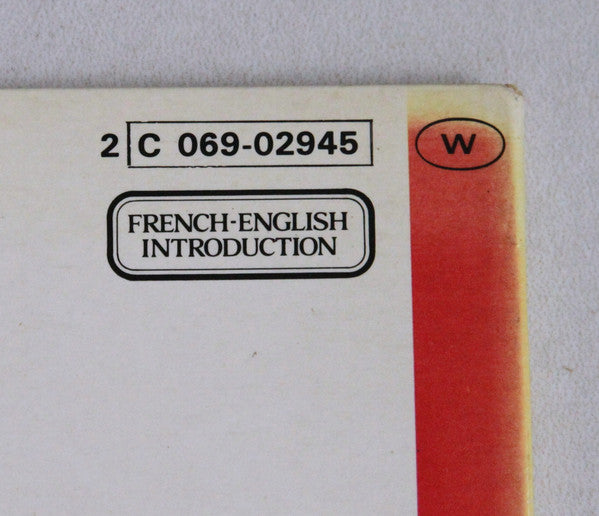 2 C 069-02945 W
FRENCH-ENGLISH
INTRODUCTION